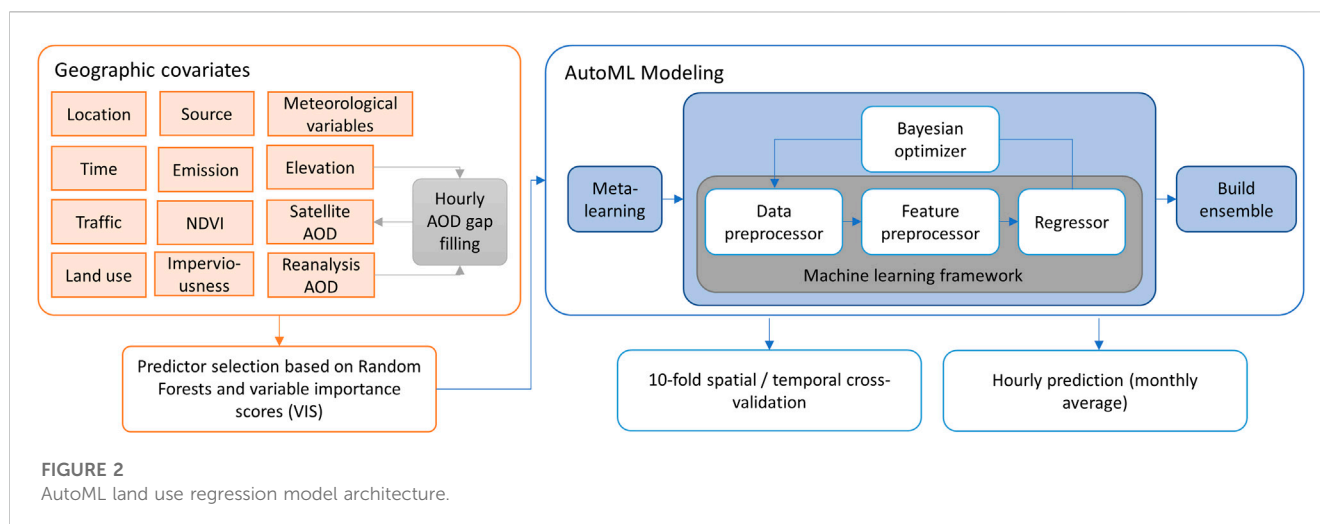 Geographic covariates
Location
Source
Meteorological
variables
Time
Emission
Elevation
Traffic
NDVI
Satellite
AOD
Land use
Impervio-
usness
Reanalysis
AOD
Hourly
AOD gap
filling
Predictor selection based on Random
Forests and variable importance
scores (VIS)
AutoML Modeling
Meta-
learning
Bayesian
optimizer
Data
preprocessor
Feature
preprocessor
Regressor
Machine learning framework
Build
ensemble
10-fold spatial / temporal cross-
validation
Hourly prediction (monthly
average)
FIGURE 2
AutoML land use regression model architecture.